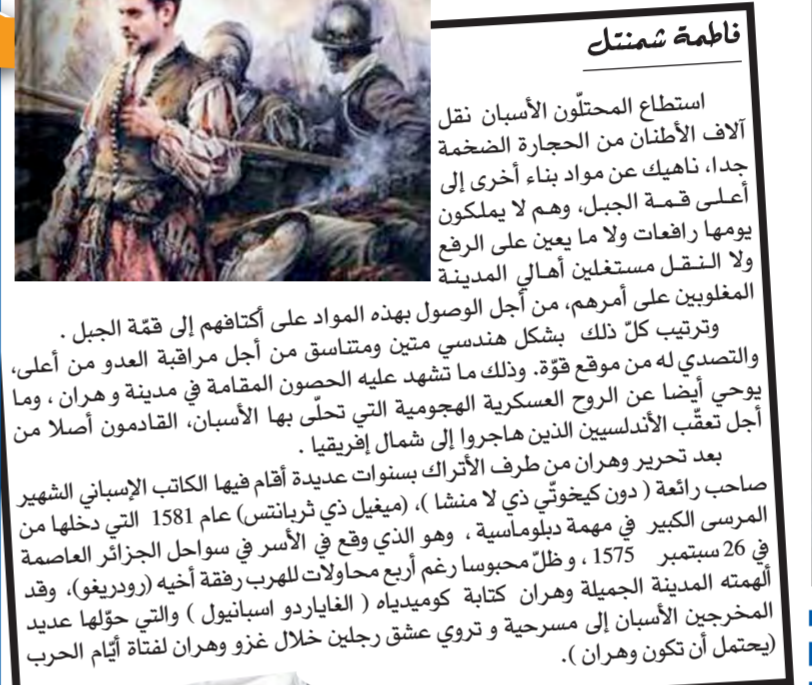 فاطمة شمنتل
استطاع المحتلّون الأسبان نقل
آلاف الأطنان من الحجارة الضخمة
جدا، ناهيك عن مواد بناء أخرى إلى
أعلى قمة الجبل، وهم لا يملكون
يومها رافعات ولا ما يعين على الرفع
ولا النقل مستغلين أهالي المدينة
المغلوبين على أمرهم، من أجل الوصول بهذه المواد على أكتافهم إلى قمّة الجبل .
وترتيب كلّ ذلك بشكل هندسي متين ومتناسق من أجل مراقبة العدو من أعلى،
والتصدي له من موقع قوّة. وذلك ما تشهد عليه الحصون المقامة في مدينة وهران ، وما
يوحي أيضا عن الروح العسكرية الهجومية التي تحلّى بها الأسبان، القادمون أصلا من
أجل تعقّب الأندلسيين الذين هاجروا إلى شمال إفريقيا .
بعد تحرير وهران من طرف الأتراك بسنوات عديدة أقام فيها الكاتب الإسباني الشهير
صاحب رائعة ( دون كيخوتّي ذي لا منشا )، (ميغيل ذي ثربانتس) عام 1581 التي دخلها من
المرسى الكبير في مهمة دبلوماسية ، وهو الذي وقع في الأسر في سواحل الجزائر العاصمة
في 26 سبتمبر 1575 ، وظلّ محبوسا رغم أربع محاولات للهرب رفقة أخيه (رودريغو)، وقد
ألهمته المدينة الجميلة وهران كتابة كوميدياه ( الغاياردو اسبانيول ) والتي حوّلها عديد
المخرجين الأسبان إلى مسرحية و تروي عشق رجلين خلال غزو وهران لفتاة أيّام الحرب
(يحتمل أن تكون وهران ).